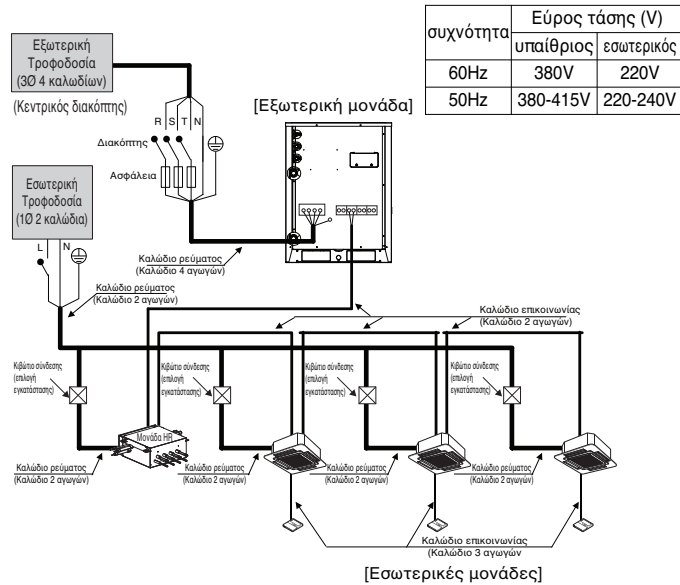 συχνότητα
Εύρος τάσης (V)
υπαίθριος
εσωτερικός
60Hz
380V
220V
50Hz
380-415V
220-240V
Εξωτερική
Τροφοδοσία
(3Ø 4 καλωδίων)
(Κεντρικός διακόπης)
[Εξωτερική μονάδα]
R S T N
Διακόπτης
Ασφάλεια
Εσωτερική
Τροφοδοσία
(1Ø 2 καλώδια)
L N
Καλώδιο ρεύματος
(Καλώδιο 4 αγωγών)
Καλώδιο ρεύματος
(Καλώδιο 2 αγωγών)
Καλώδιο επικοινωνίας
(Καλώδιο 2 αγωγών)
Κιβώτιο σύνδεσης
(επιλογή
εγκατάστασης)
Κιβώτιο σύνδεσης
(επιλογή
εγκατάστασης)
Κιβώτιο σύνδεσης
(επιλογή
εγκατάστασης)
Κιβώτιο σύνδεσης
(επιλογή
εγκατάστασης)
Μονάδα HR
Καλώδιο ρεύματος
(Καλώδιο 2 αγωγών)
Καλώδιο ρεύματος
(Καλώδιο 2 αγωγών)
Καλώδιο ρεύματος
(Καλώδιο 2 αγωγών)
Καλώδιο ρεύματος
(Καλώδιο 2 αγωγών)
Καλώδιο επικοινωνίας
(Καλώδιο 3 αγωγών
[Εσωτερικές μονάδες]